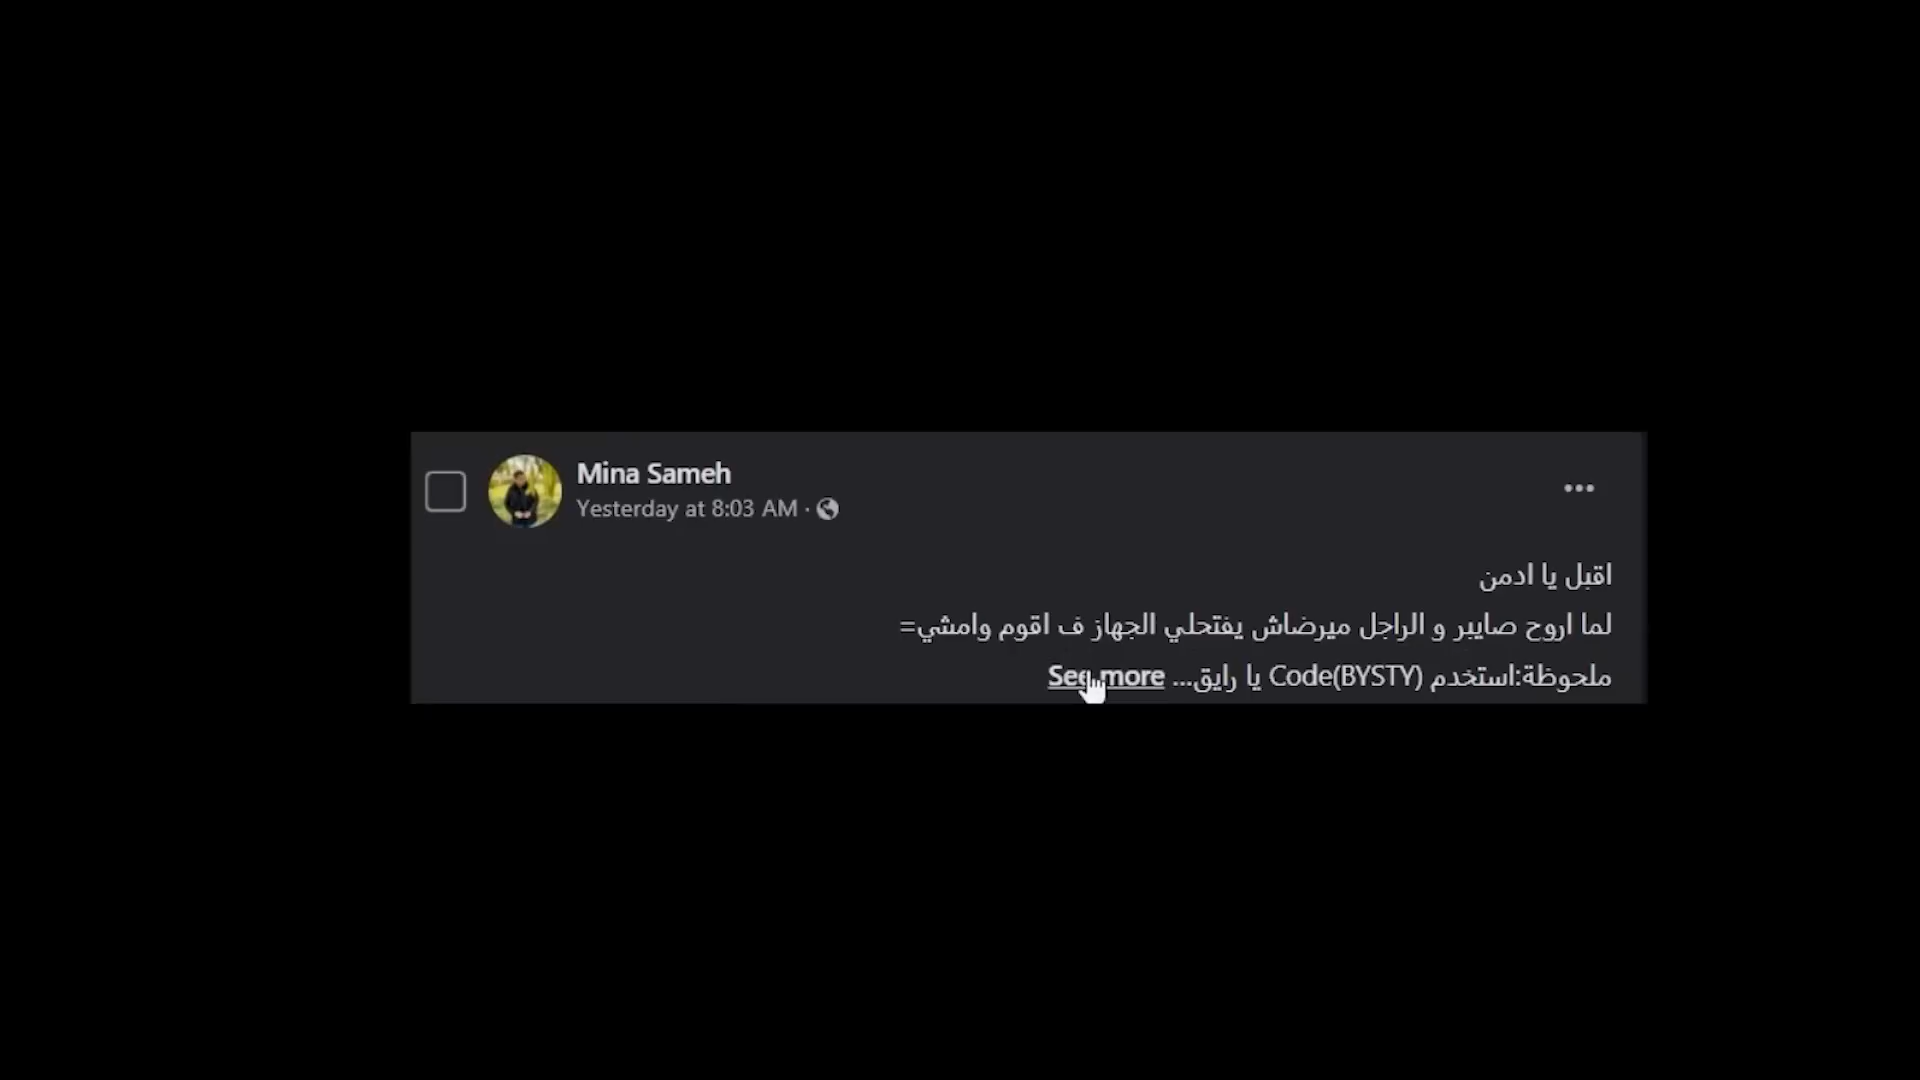 Mina Sameh
Yesterday at 8:03 AM ·
اقبل يا ادمن
لما اروح صايبر و الراجل ميرضاش يفتحلي الجهاز ف اقوم وامشي=
ملحوظة:استخدم Code(BYSTY) يا رايق... See more